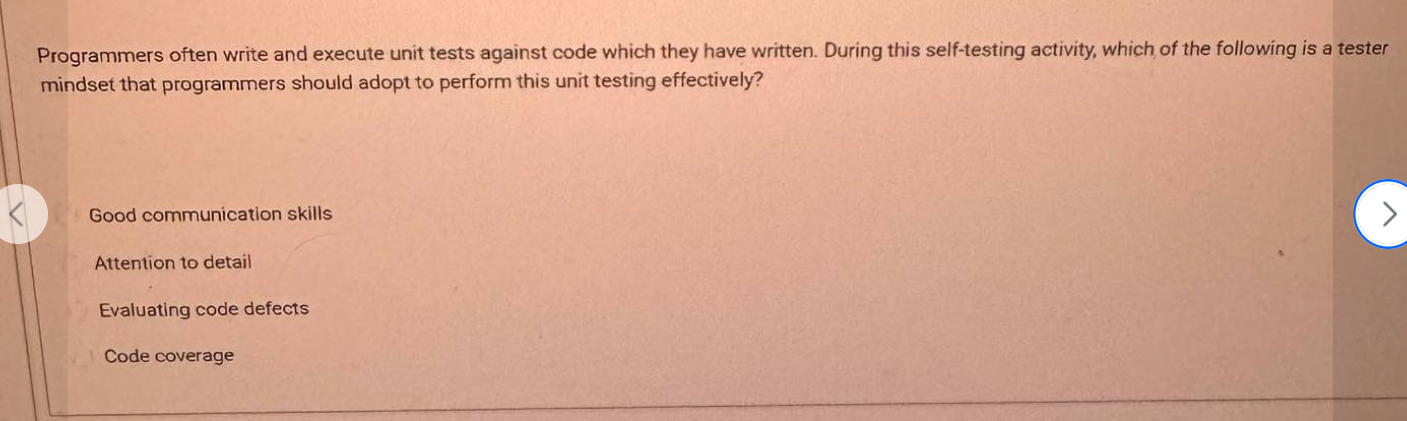 Programmers often write and execute unit tests against code which they have written. During this self-testing activity, which of the following is a tester
mindset that programmers should adopt to perform this unit testing effectively?
Good communication skills
Attention to detail
Evaluating code defects
Code coverage